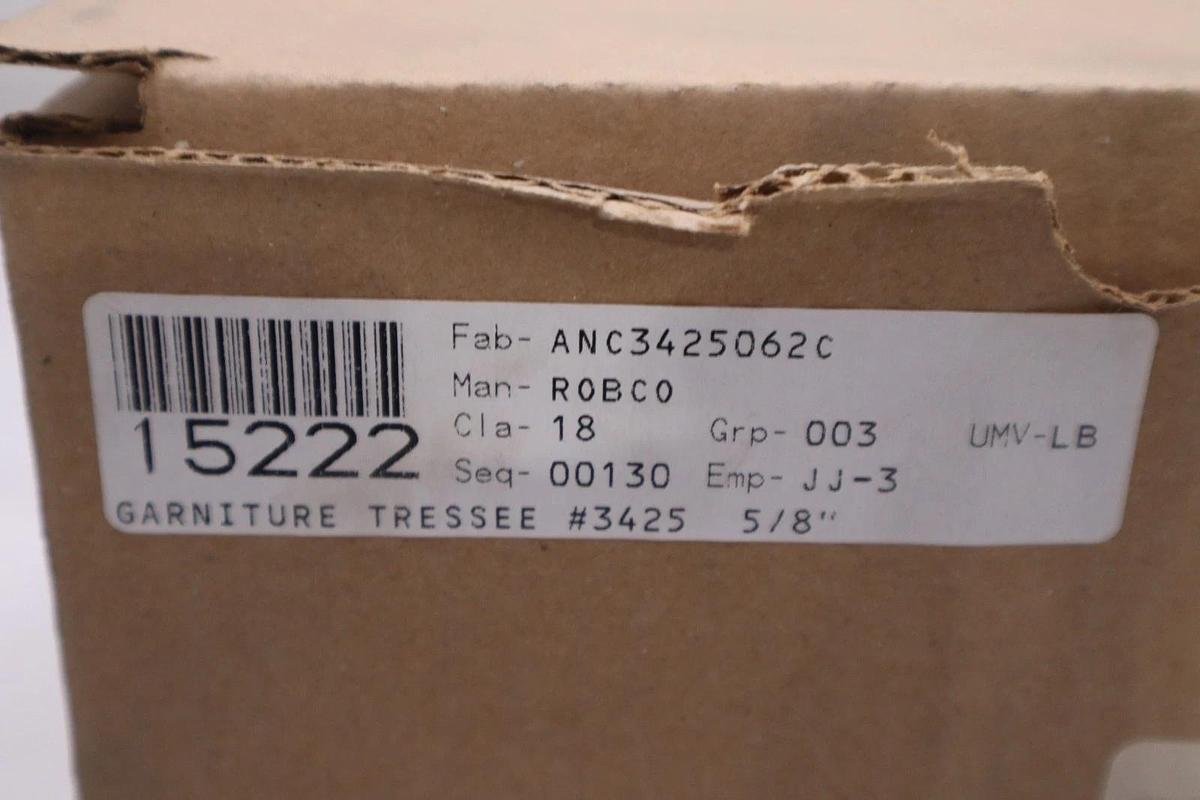 Fab- ANC3425062C
Man- ROBCO
15222
Cla- 18 Grp- 003 UMV-LB
Seq- 00130 Emp- JJ-3
GARNITURE TRESSEE #3425 5/8"